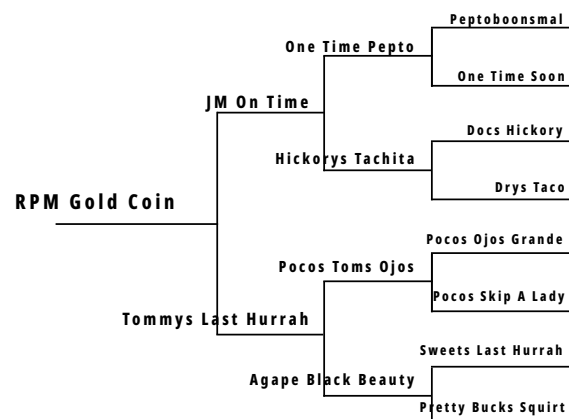 Peptoboonsmal
One Time Pepto
One Time Soon
JM On Time
Docs Hickory
Hickorys Tachita
Drys Taco
RPM Gold Coin
Pocos Ojos Grande
Pocos Toms Ojos
Pocos Skip A Lady
Tommys Last Hurrah
Sweets Last Hurrah
Agape Black Beauty
Pretty Bucks Squirt